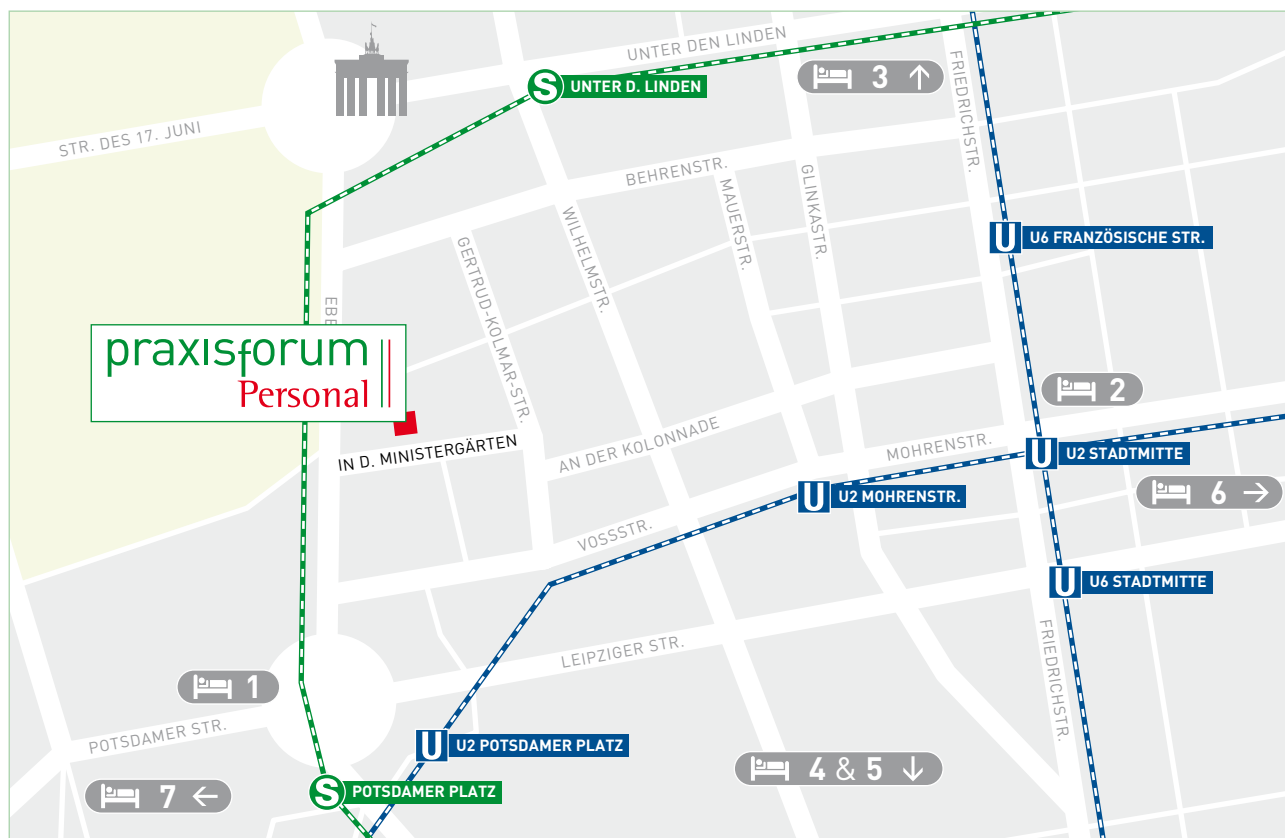 UNTER DEN LINDEN
S UNTER D. LINDEN
3 ↑
FRIEDRICHSTR.
STR. DES 17. JUNI
BEHRENSTR.
MAUERSTR.
GLINKASTR.
WILHELMSTR.
GERTRUD-KOLMAR-STR.
U U6 FRANZÖSISCHE STR.
praxisforum
Personal
2
IN D. MINISTERGÄRTEN
AN DER KOLONNADE
MOHRENSTR.
U U2 STADTMITTE
6 →
U U2 MOHRENSTR.
VOSSSTR.
U U6 STADTMITTE
LEIPZIGER STR.
FRIEDRICHSTR.
1
POTSDAMER STR.
U U2 POTSDAMER PLATZ
4 & 5 ↓
7 ←
S POTSDAMER PLATZ